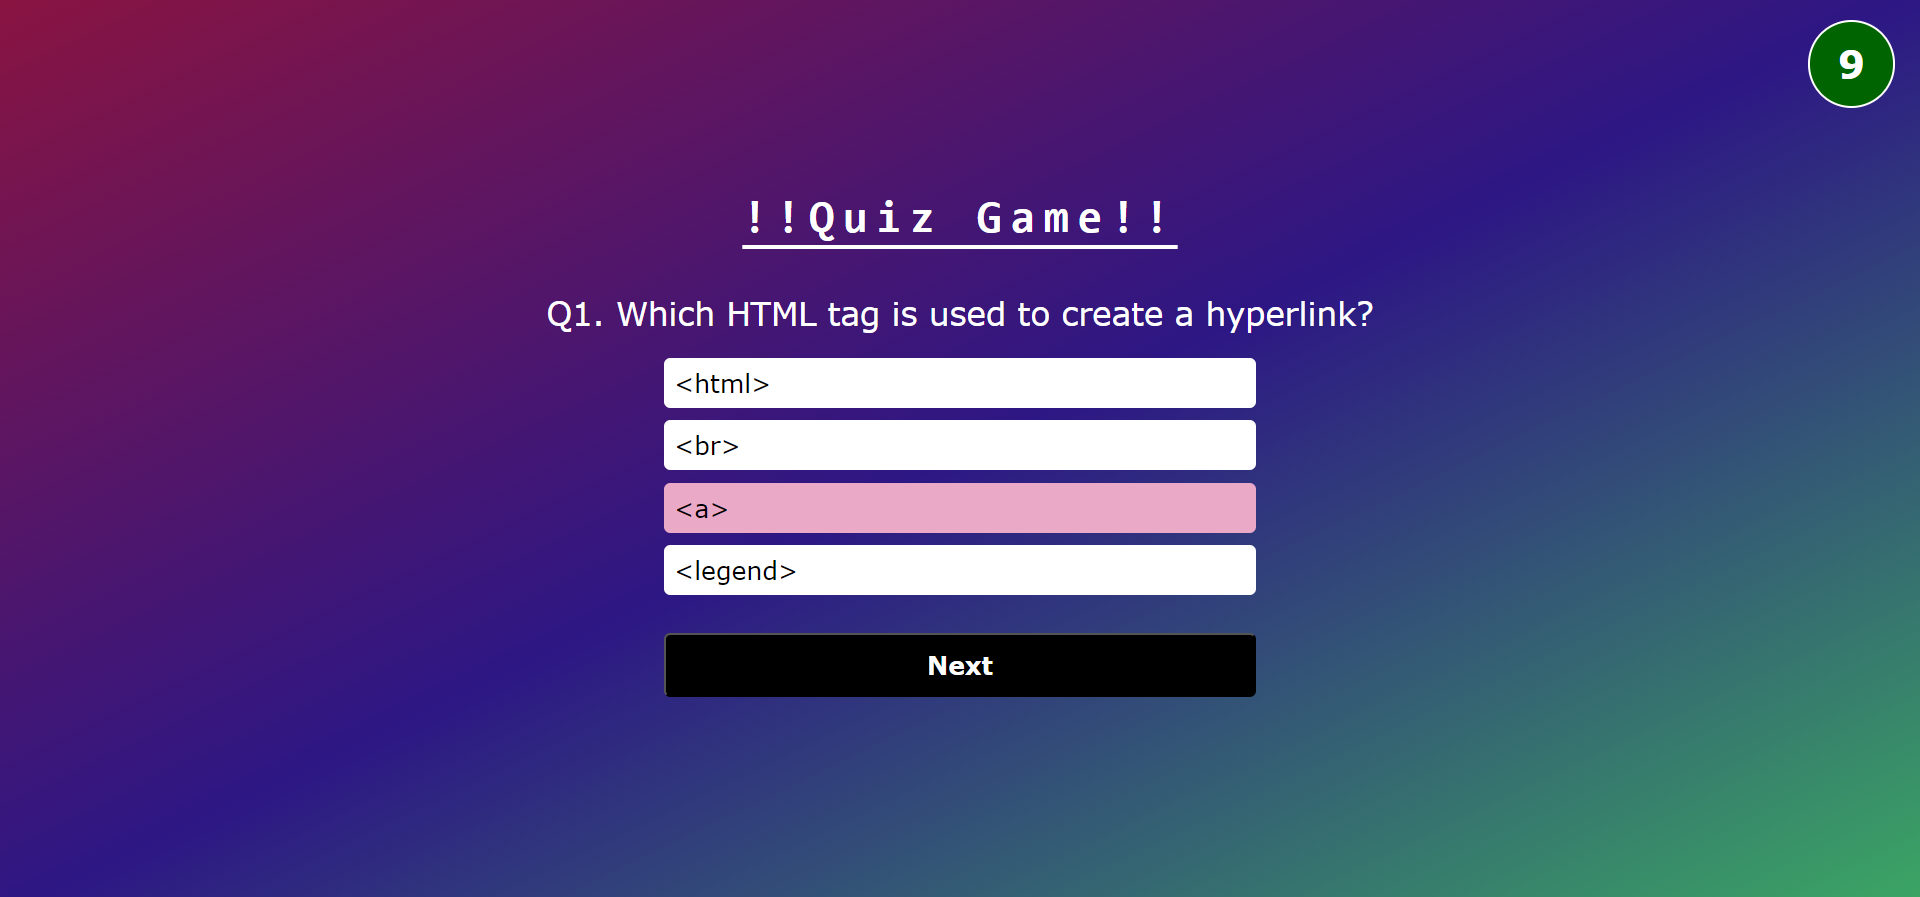 9
!!Quiz Game!!
Q1. Which HTML tag is used to create a hyperlink?
<html>
<br>
<a>
<legend>
Next